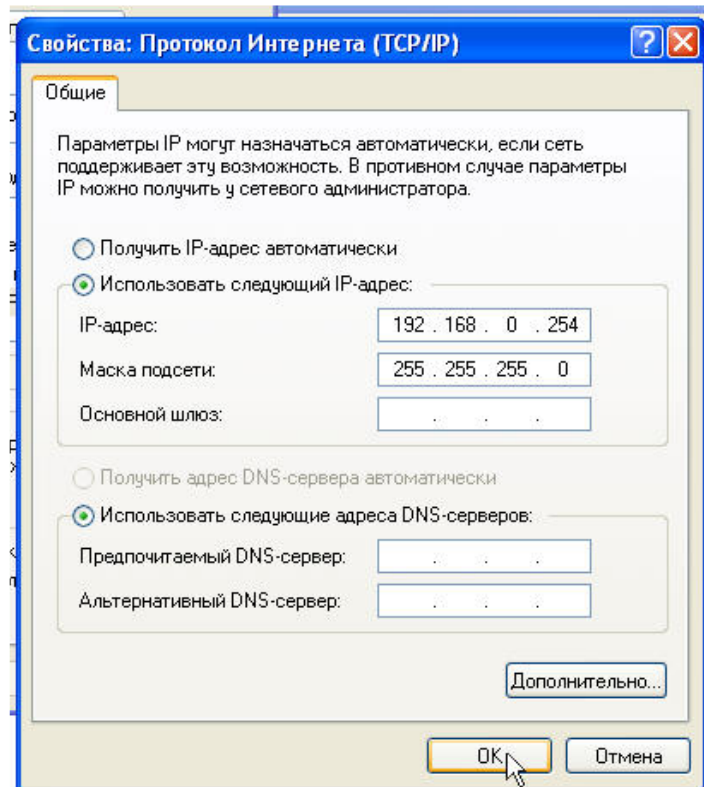 Свойства: Протокол Интернета (TCP/IP)
Общие
Параметры IP могут назначаться автоматически, если сеть
поддерживает эту возможность. В противном случае параметры
IP можно получить у сетевого администратора.
Получить IP-адрес автоматически
Использовать следующий IP-адрес:
IP-адрес: 192 . 168 . 0 . 254
Маска подсети: 255 . 255 . 255 . 0
Основной шлюз: . . .
Получить адрес DNS-сервера автоматически
Использовать следующие адреса DNS-серверов:
Предпочитаемый DNS-сервер: . . .
Альтернативный DNS-сервер: . . .
Дополнительно...
OK
Отмена